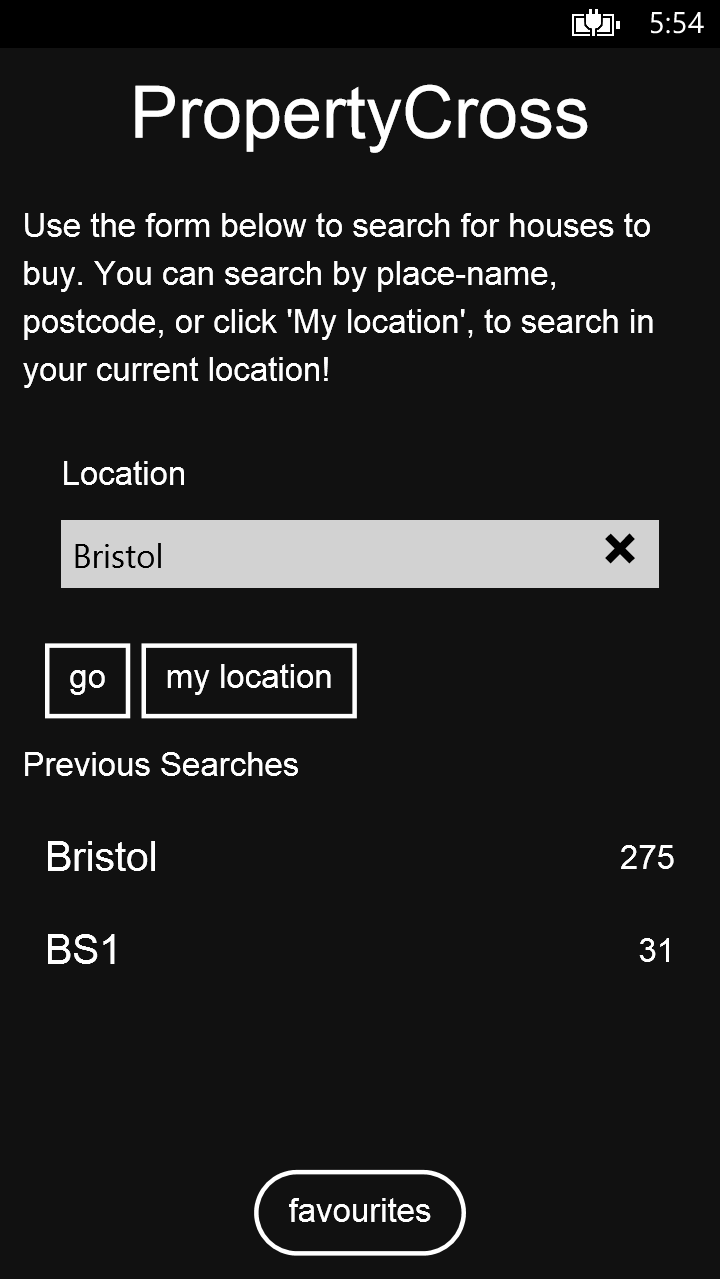 5:54
PropertyCross
Use the form below to search for houses to
buy. You can search by place-name,
postcode, or click 'My location', to search in
your current location!
Location
Bristol
go my location
Previous Searches
Bristol 275
BS1 31
favourites